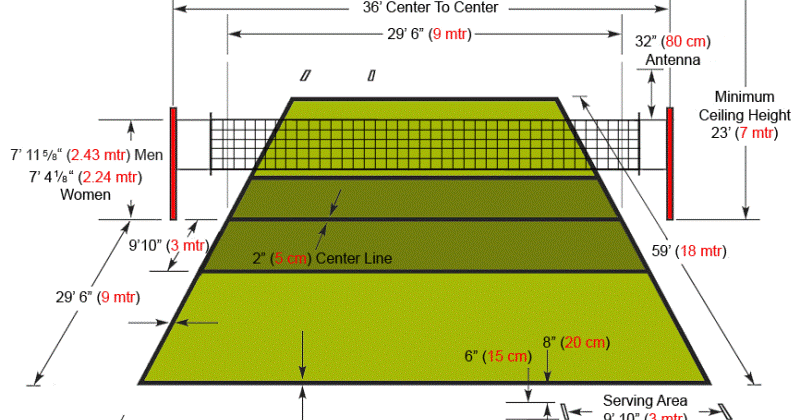 36' Center To Center
29' 6" (9 mtr)
32" (80 cm)
Antenna
Minimum
Ceiling Height
23' (7 mtr)
7' 11 5/8" (2.43 mtr) Men
7' 4 1/8" (2.24 mtr)
Women
9'10" (3 mtr)
2" (5 cm) Center Line
59' (18 mtr)
29' 6" (9 mtr)
8" (20 cm)
6" (15 cm)
Serving Area
9' 10" (3 mtr)